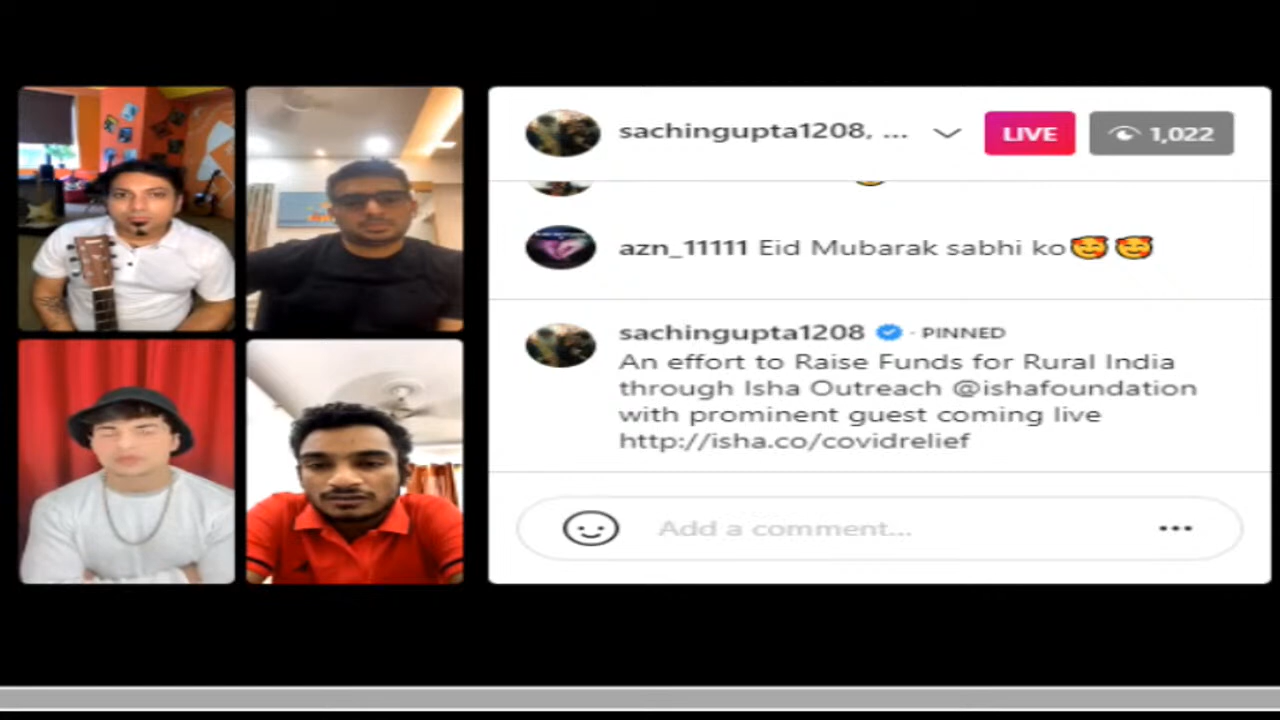 sachingupta1208, ...
LIVE
1,022
azn_11111 Eid Mubarak sabhi ko🥰 🥰
sachingupta1208 · PINNED
An effort to Raise Funds for Rural India
through Isha Outreach @ishafoundation
with prominent guest coming live
http://isha.co/covidrelief
Add a comment...